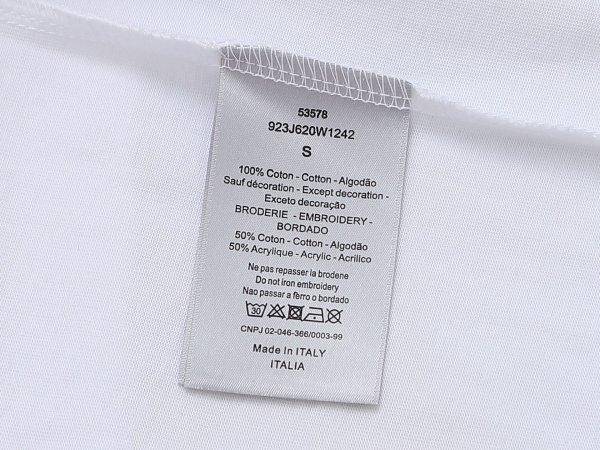 53578
923J620W1242
S
100% Coton - Cotton - Algodão
Sauf décoration - Except decoration -
Exceto decoração
BRODERIE - EMBROIDERY -
BORDADO
50% Coton - Cotton - Algodão
50% Acrylique - Acrylic - Acrilico
Ne pas repasser la brodene
Do not iron embroidery
Nao passar a ferro o bordado
30
CNPJ 02-046-366/0003-99
Made In ITALY
ITALIA